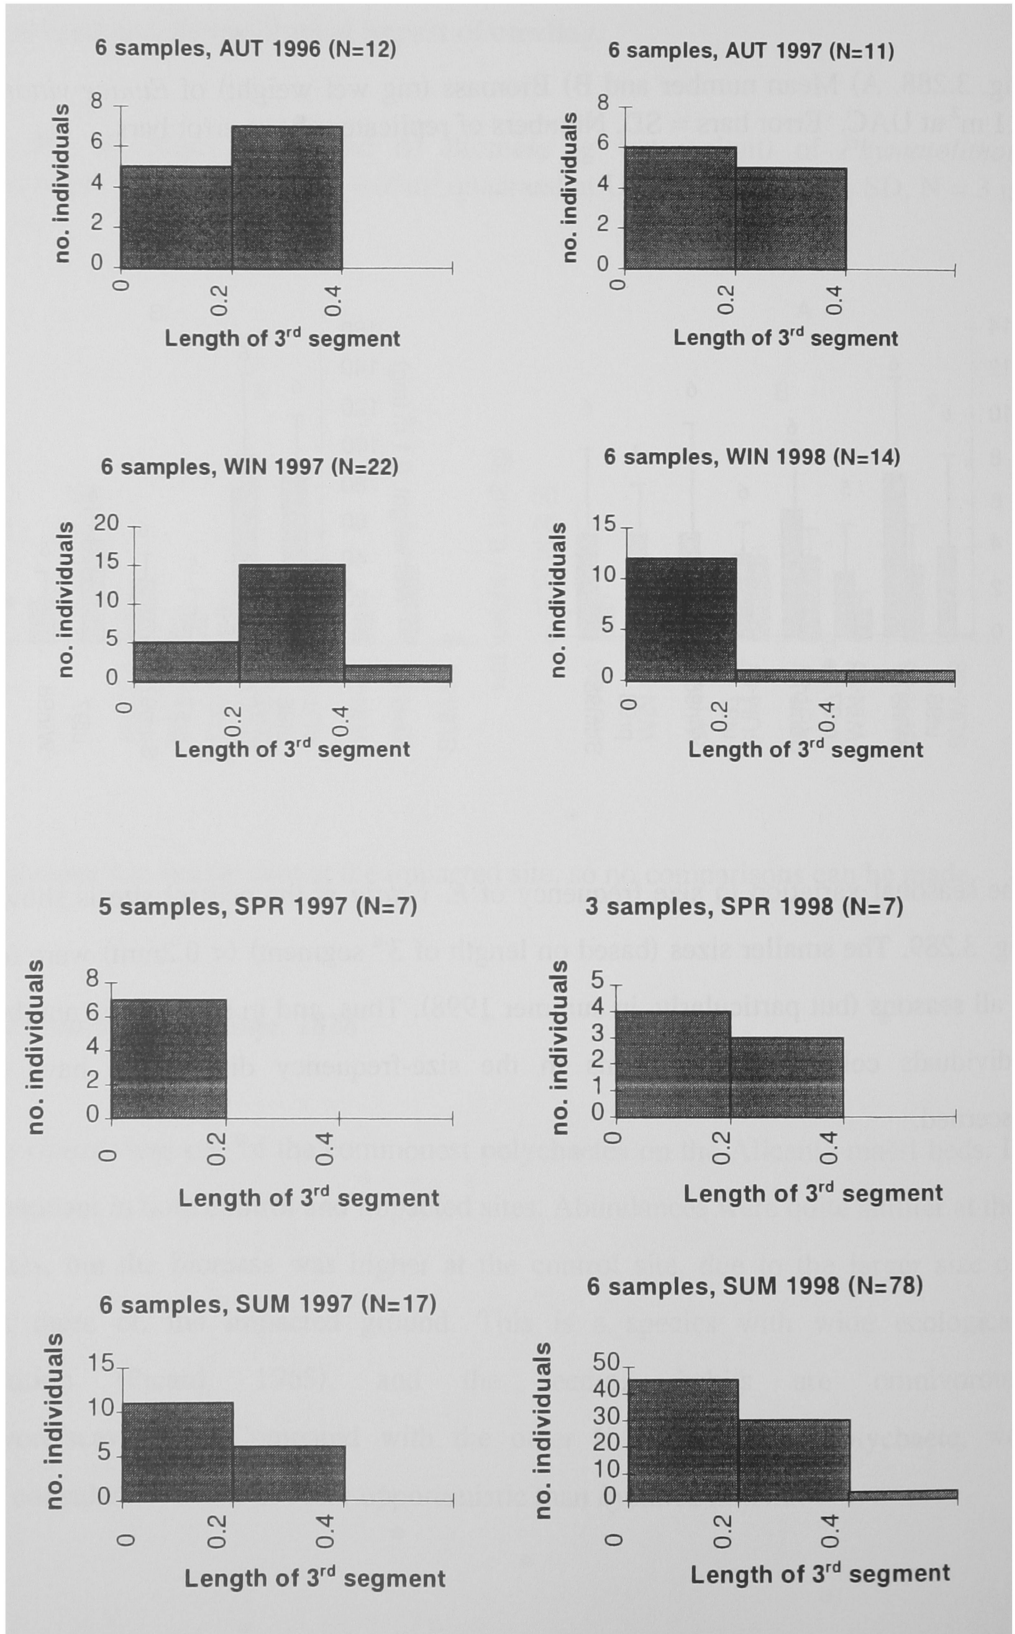 6 samples, AUT 1996 (N=12)
no. individuals
8
6
4
2
0
0
0.2
0.4
Length of 3rd segment
6 samples, AUT 1997 (N=11)
no. individuals
8
6
4
2
0
0
0.2
0.4
Length of 3rd segment
6 samples, WIN 1997 (N=22)
no. individuals
20
15
10
5
0
0
0.2
0.4
Length of 3rd segment
6 samples, WIN 1998 (N=14)
no. individuals
15
10
5
0
0
0.2
0.4
Length of 3rd segment
5 samples, SPR 1997 (N=7)
no. individuals
8
6
4
2
0
0
0.2
0.4
Length of 3rd segment
3 samples, SPR 1998 (N=7)
no. individuals
5
4
3
2
1
0
0
0.2
0.4
Length of 3rd segment
6 samples, SUM 1997 (N=17)
no. individuals
15
10
5
0
0
0.2
0.4
Length of 3rd segment
6 samples, SUM 1998 (N=78)
no. individuals
50
40
30
20
10
0
0
0.2
0.4
Length of 3rd segment